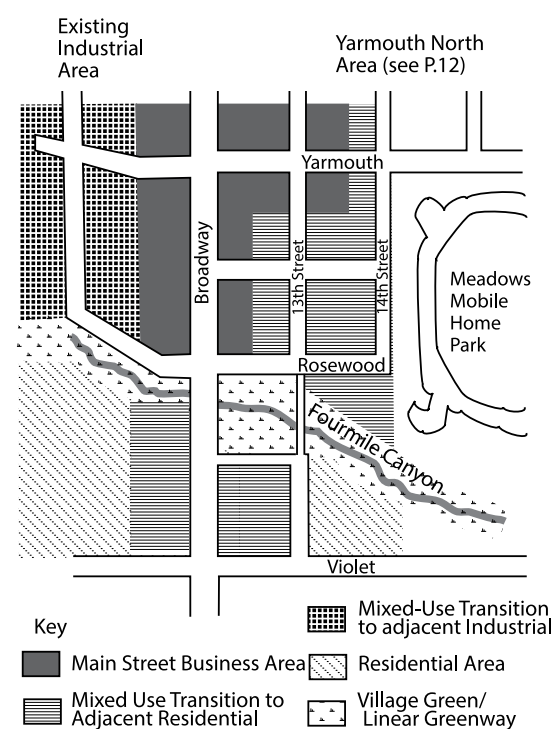 Existing
Industrial
Area
Yarmouth North
Area (see P.12)
Yarmouth
Broadway
13th Street
14th Street
Meadows
Mobile
Home
Park
Rosewood
Fourmile Canyon
Violet
Key
Mixed-Use Transition
to adjacent Industrial
Main Street Business Area
Residential Area
Mixed Use Transition to
Adjacent Residential
Village Green/
Linear Greenway